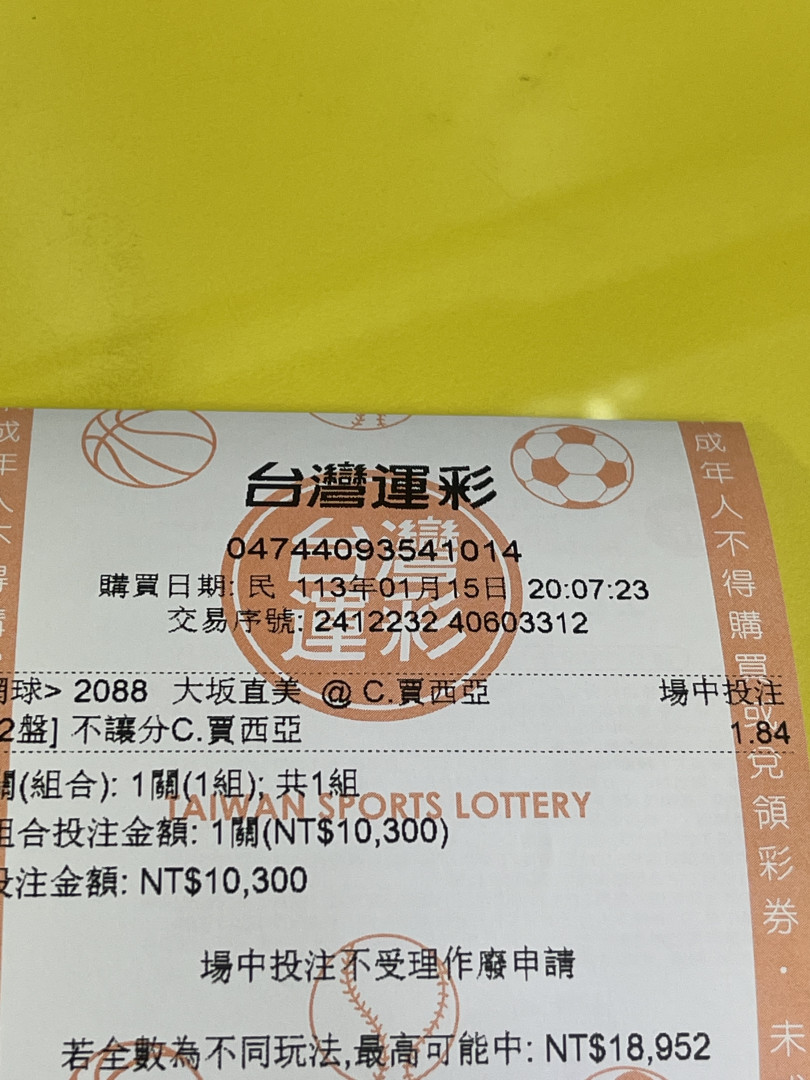 台灣運彩
04744093541014
購買日期: 民 113年01月15日 20:07:23
交易序號: 2412232 40603312
球> 2088 大坂直美 @ C.賈西亞 場中投注
2盤] 不讓分C.賈西亞 1.84
關(組合): 1關(1組); 共1組
TAIWAN SPORTS LOTTERY
組合投注金額: 1關(NT$10,300)
投注金額: NT$10,300
場中投注不受理作廢申請
若全數為不同玩法,最高可能中: NT$18,952
台灣運彩
成年人不得購買或兌領彩券・未
成年人不得購